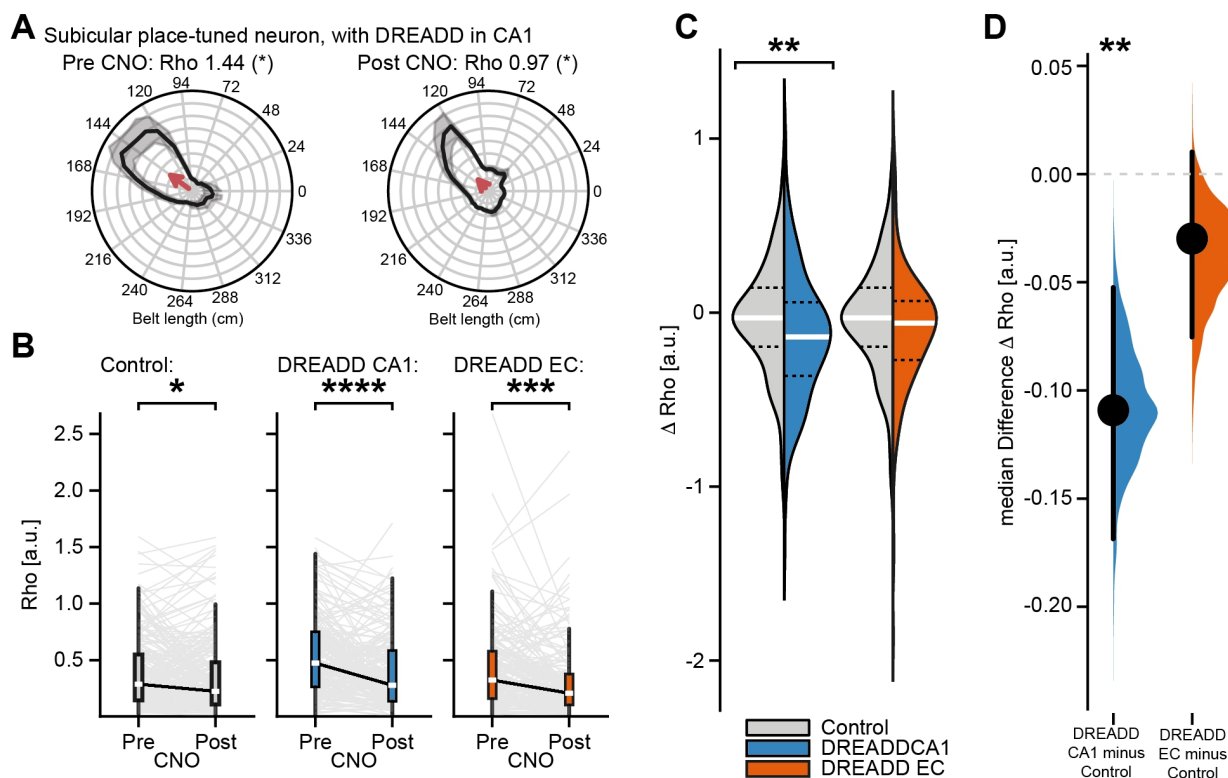 A
Subicular place-tuned neuron, with DREADD in CA1
Pre CNO: Rho 1.44 (*)
Post CNO: Rho 0.97 (*)
94
72
48
24
0
336
312
288
264
240
216
192
168
144
120
Belt length (cm)
94
72
48
24
0
336
312
288
264
240
216
192
168
144
120
Belt length (cm)
B
Control:
*
DREADD CA1:
****
DREADD EC:
***
Rho [a.u.]
2.5
2.0
1.5
1.0
0.5
Pre
Post
CNO
Pre
Post
CNO
Pre
Post
CNO
C
**
Δ Rho [a.u.]
1
0
-1
-2
Control
DREADDCA1
DREADD EC
D
**
median Difference Δ Rho [a.u.]
0.05
0.00
-0.05
-0.10
-0.15
-0.20
DREADD
CA1 minus
Control
DREADD
EC minus
Control